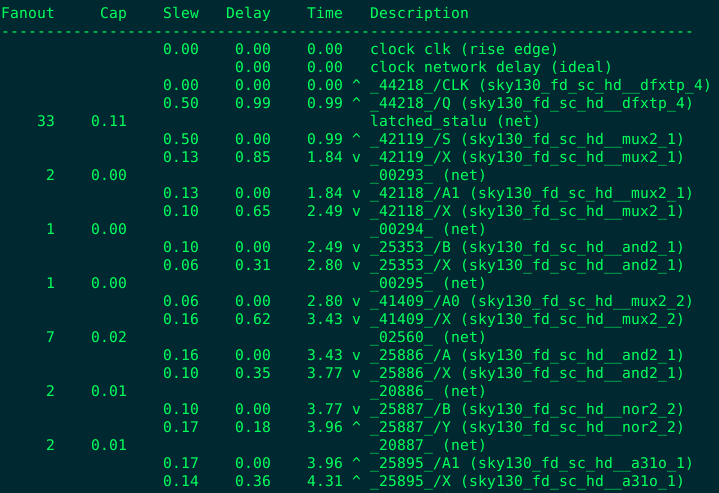 Fanout     Cap    Slew   Delay    Time   Description
-----------------------------------------------------------------------------
                  0.00    0.00    0.00   clock clk (rise edge)
                          0.00    0.00   clock network delay (ideal)
                  0.00    0.00    0.00 ^ _44218_/CLK (sky130_fd_sc_hd__dfxtp_4)
                  0.50    0.99    0.99 ^ _44218_/Q (sky130_fd_sc_hd__dfxtp_4)
    33    0.11                           latched_stalu (net)
                  0.50    0.00    0.99 ^ _42119_/S (sky130_fd_sc_hd__mux2_1)
                  0.13    0.85    1.84 v _42119_/X (sky130_fd_sc_hd__mux2_1)
     2    0.00                           _00293_ (net)
                  0.13    0.00    1.84 v _42118_/A1 (sky130_fd_sc_hd__mux2_1)
                  0.10    0.65    2.49 v _42118_/X (sky130_fd_sc_hd__mux2_1)
     1    0.00                           _00294_ (net)
                  0.10    0.00    2.49 v _25353_/B (sky130_fd_sc_hd__and2_1)
                  0.06    0.31    2.80 v _25353_/X (sky130_fd_sc_hd__and2_1)
     1    0.00                           _00295_ (net)
                  0.06    0.00    2.80 v _41409_/A0 (sky130_fd_sc_hd__mux2_2)
                  0.16    0.62    3.43 v _41409_/X (sky130_fd_sc_hd__mux2_2)
     7    0.02                           _02560_ (net)
                  0.16    0.00    3.43 v _25886_/A (sky130_fd_sc_hd__and2_1)
                  0.10    0.35    3.77 v _25886_/X (sky130_fd_sc_hd__and2_1)
     2    0.01                           _20886_ (net)
                  0.10    0.00    3.77 v _25887_/B (sky130_fd_sc_hd__nor2_2)
                  0.17    0.18    3.96 ^ _25887_/Y (sky130_fd_sc_hd__nor2_2)
     2    0.01                           _20887_ (net)
                  0.17    0.00    3.96 ^ _25895_/A1 (sky130_fd_sc_hd__a31o_1)
                  0.14    0.36    4.31 ^ _25895_/X (sky130_fd_sc_hd__a31o_1)